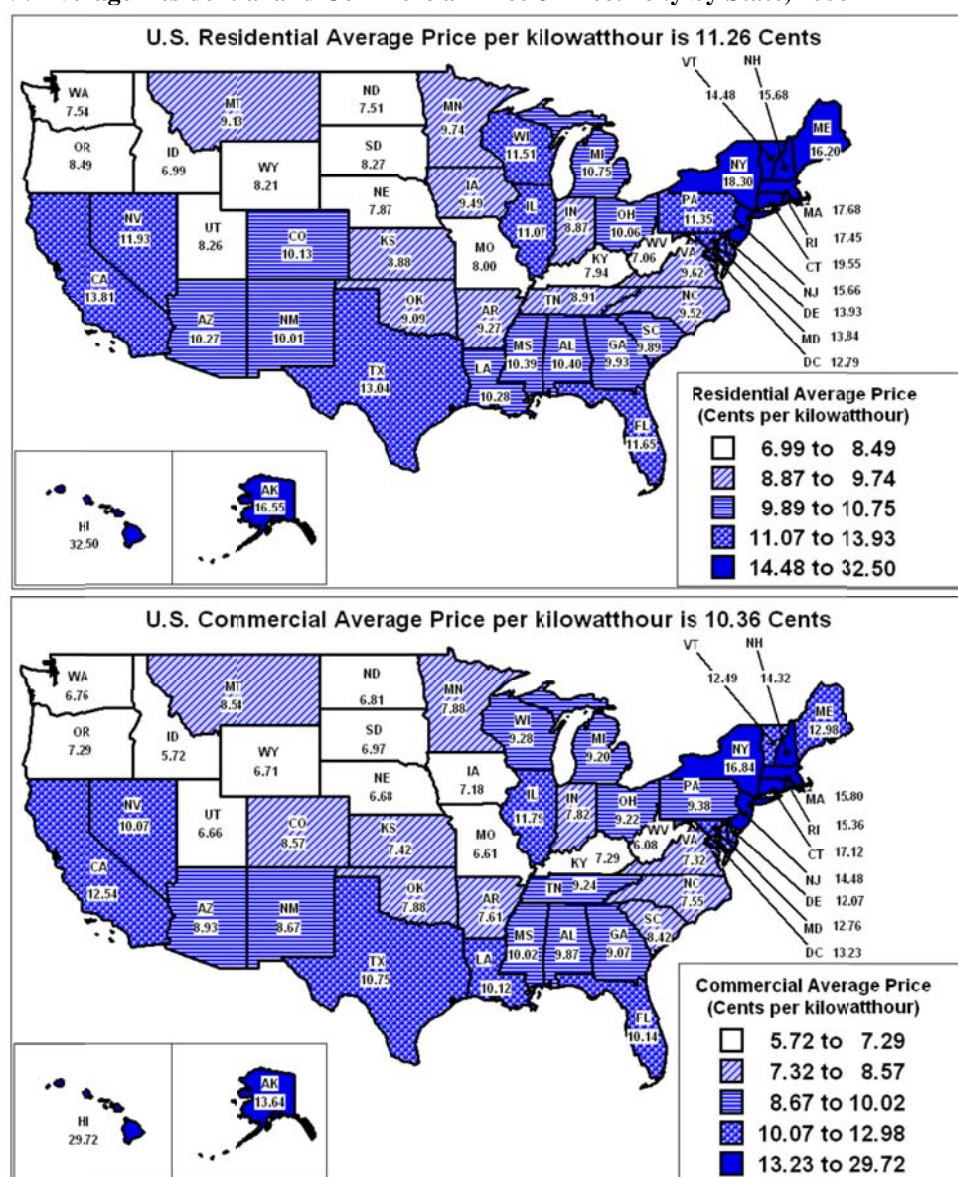 U.S. Residential Average Price per kilowatthour is 11.26 Cents
VT
NH
14.48
15.68
WA
7.54
MT
9.13
ND
7.51
MN
9.74
ME
16.20
OR
8.49
ID
6.99
WY
8.21
SD
8.27
WI
11.51
MI
10.75
NY
18.30
NE
7.87
IA
9.49
PA
11.35
NV
11.93
UT
8.26
CO
10.13
KS
8.88
MO
8.00
IL
11.07
IN
8.87
OH
10.06
WV
7.06
VA
9.62
KY
7.94
CA
13.81
AZ
10.27
NM
10.01
OK
9.09
AR
9.27
TN 8.91
NC
9.52
SC
9.89
MS
10.39
AL
10.40
GA
9.93
TX
13.04
LA
10.28
FL
11.65
MA 17.68
RI 17.45
CT 19.55
NJ 15.66
DE 13.93
MD 13.84
DC 12.79
HI
32.50
AK
16.55
Residential Average Price
(Cents per kilowatthour)
6.99 to 8.49
8.87 to 9.74
9.89 to 10.75
11.07 to 13.93
14.48 to 32.50
U.S. Commercial Average Price per kilowatthour is 10.36 Cents
VT
NH
12.49
14.32
WA
6.76
MT
8.54
ND
6.81
MN
7.88
ME
12.98
OR
7.29
ID
5.72
WY
6.71
SD
6.97
WI
9.28
MI
9.20
NY
16.84
NE
6.68
IA
7.18
PA
9.38
NV
10.07
UT
6.66
CO
8.57
KS
7.42
MO
6.61
IL
11.79
IN
7.82
OH
9.22
WV
6.08
VA
7.32
KY 7.29
CA
12.54
AZ
8.93
NM
8.67
OK
7.88
AR
7.61
TN 9.24
NC
7.55
SC
8.42
MS
10.02
AL
9.87
GA
9.07
TX
10.75
LA
10.12
FL
10.14
MA 15.80
RI 15.36
CT 17.12
NJ 14.48
DE 12.07
MD 12.76
DC 13.23
HI
29.72
AK
13.64
Commercial Average Price
(Cents per kilowatthour)
5.72 to 7.29
7.32 to 8.57
8.67 to 10.02
10.07 to 12.98
13.23 to 29.72